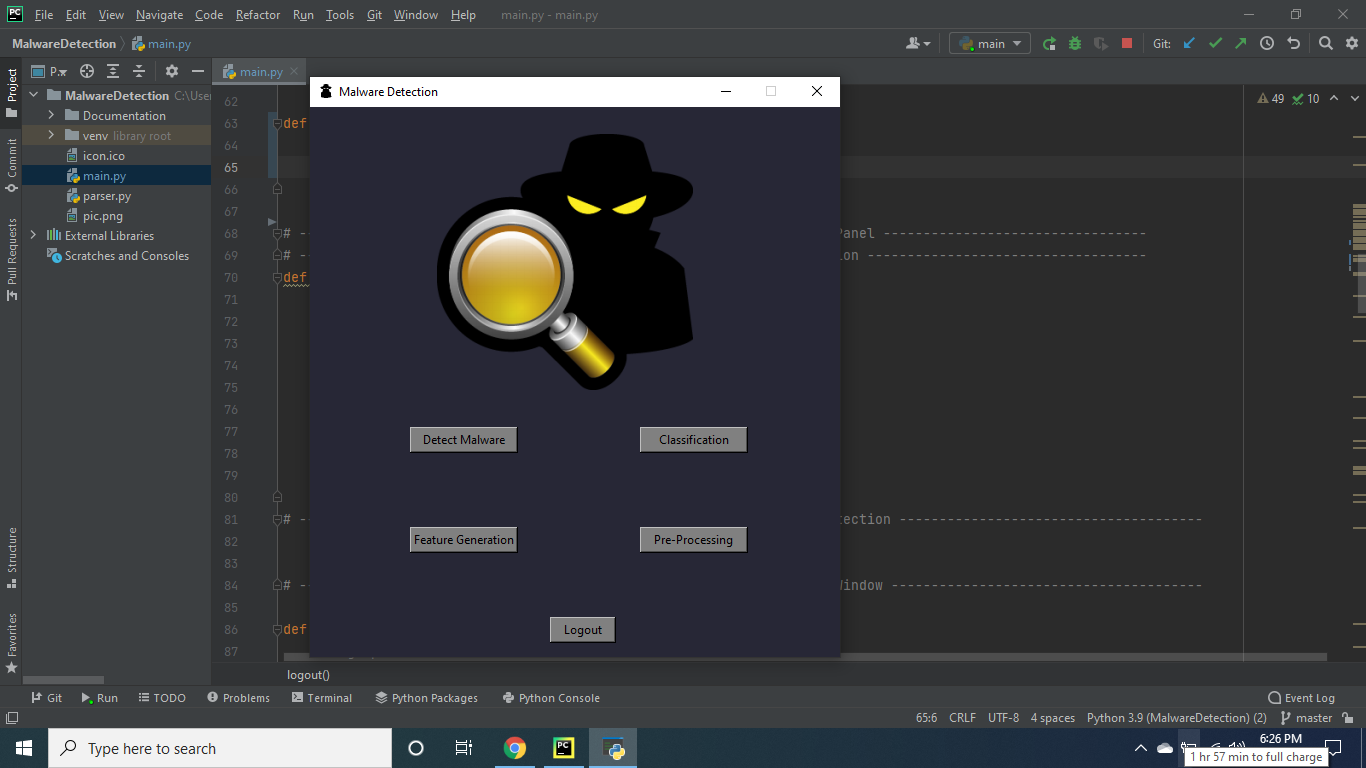 PC File Edit View Navigate Code Refactor Run Tools Git Window Help main.py - main.py
MalwareDetection main.py main Git:
Project
Commit
Pull Requests
Structure
Favorites
P..
MalwareDetection C:\User
Documentation
venv library root
icon.ico
main.py
parser.py
pic.png
External Libraries
Scratches and Consoles
main.py
49 10
62
63 def
64
65
66
67
68 # -- Panel ---------------------------------
69 # -- ion -----------------------------------
70 def
71
72
73
74
75
76
77
78
79
80
81 # -- tection --------------------------------------
82
83
84 # -- Window ---------------------------------------
85
86 def
87
Malware Detection
Detect Malware
Classification
Feature Generation
Pre-Processing
Logout
logout()
Git Run TODO Problems Terminal Python Packages Python Console Event Log
65:6 CRLF UTF-8 4 spaces Python 3.9 (MalwareDetection) (2) master
Type here to search
PC
6:26 PM
1 hr 57 min to full charge